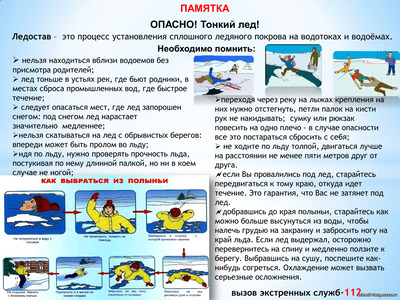 ПАМЯТКА
ОПАСНО! Тонкий лед!
Ледостав – это процесс установления сплошного ледяного покрова на водотоках и водоёмах.
Необходимо помнить:
➢ нельзя находиться вблизи водоемов без
присмотра родителей;
➢ лед тоньше в устьях рек, где бьют родники, в
местах сброса промышленных вод, где быстрое
течение;
➢ следует опасаться мест, где лед запорошен
снегом: под снегом лед нарастает
значительно медленнее;
➢ нельзя скатываться на лед с обрывистых берегов:
впереди может быть пролом во льду;
➢ идя по льду, нужно проверять прочность льда,
постукивая по нему длинной палкой, но ни в коем
случае не ногой;
КАК ВЫБРАТЬСЯ ИЗ ПОЛЫНЬИ
➢ переходя через реку на лыжах крепления на
них нужно отстегнуть, петли палок на кисти
рук не накидывать; сумку или рюкзак
повесить на одно плечо - в случае опасности
все это постараться сбросить с себя;
➢ не ходите по льду толпой, двигаться лучше
на расстоянии не менее пяти метров друг от
друга.
если Вы провалились под лед, старайтесь
передвигаться к тому краю, откуда идет
течение. Это гарантия, что Вас не затянет под
лед.
добравшись до края полыньи, старайтесь как
можно больше высунуться из воды, чтобы
налечь грудью на закраину и забросить ногу на
край льда. Если лед выдержал, осторожно
перевернитесь на спину и медленно ползите к
берегу. Выбравшись на сушу, поспешите как-
нибудь согреться. Охлаждение может вызвать
серьезные осложнения.
вызов экстренных служб-112